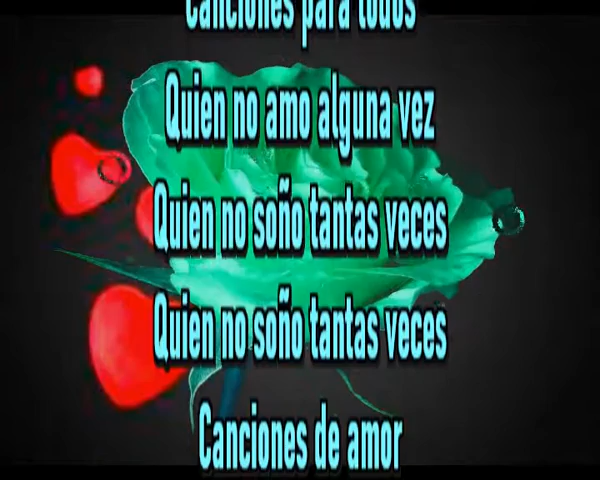 Canciones para todos
Quien no amo alguna vez
Quien no soño tantas veces
Quien no soño tantas veces
Canciones de amor